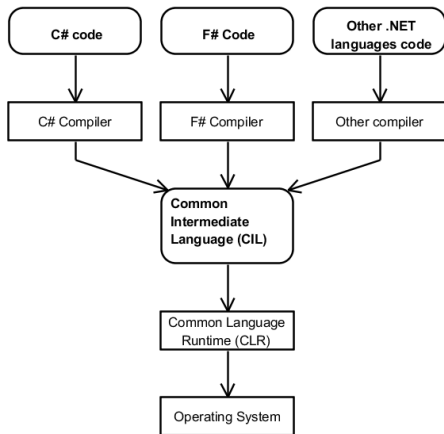 C# code
F# Code
Other .NET
languages code
C# Compiler
F# Compiler
Other compiler
Common
Intermediate
Language (CIL)
Common Language
Runtime (CLR)
Operating System